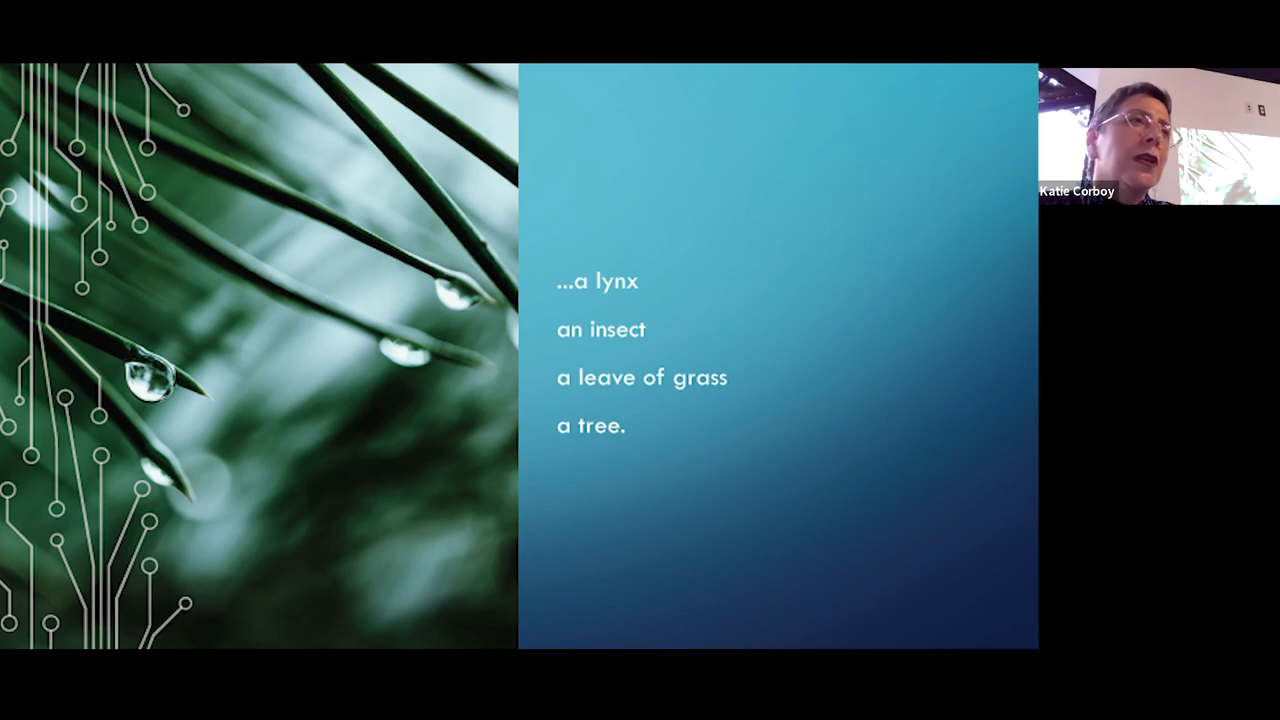 ...a lynx
an insect
a leave of grass
a tree.
Katie Corboy